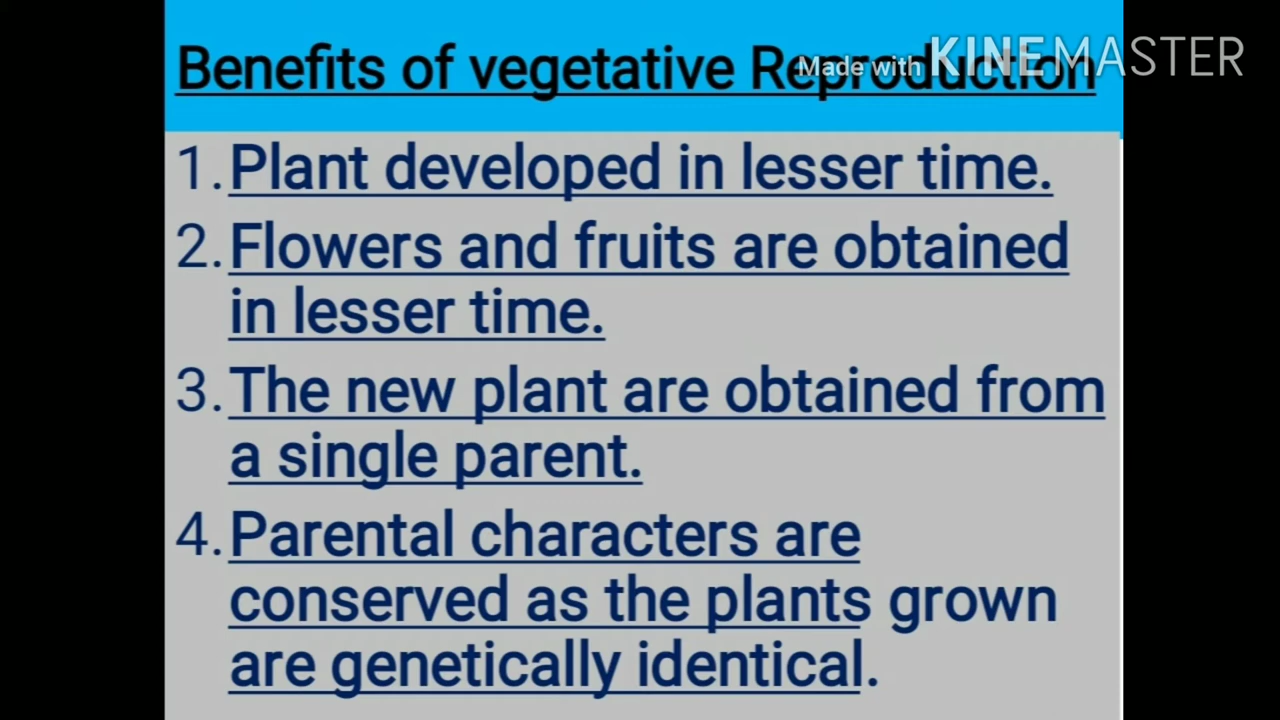 Benefits of vegetative Reproduction
Made with KINEMASTER
1. Plant developed in lesser time.
2. Flowers and fruits are obtained
in lesser time.
3. The new plant are obtained from
a single parent.
4. Parental characters are
conserved as the plants grown
are genetically identical.